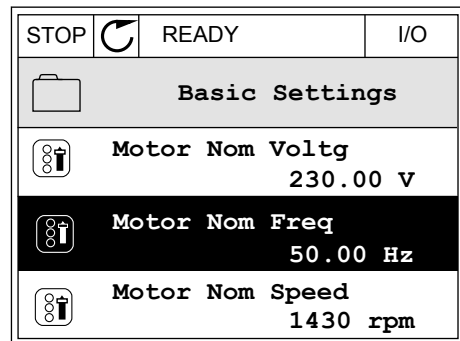 STOP READY I/O
Basic Settings
Motor Nom Voltg
230.00 V
Motor Nom Freq
50.00 Hz
Motor Nom Speed
1430 rpm